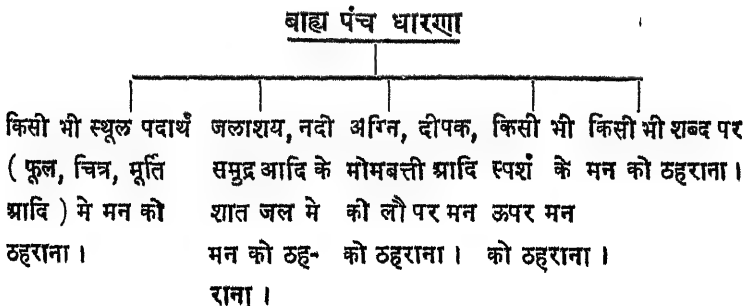 बाह्य पंच धारणा
किसी भी स्थूल पदार्थ
( फूल, चित्र, मूर्ति
आदि ) मे मन को
ठहराना ।
जलाशय, नदी
समुद्र आदि के
शात जल मे
मन को ठह-
राना ।
अग्नि, दीपक,
मोमबत्ती आदि
की लौ पर मन
को ठहराना ।
किसी भी
स्पर्श के
ऊपर मन
को ठहराना ।
किसी भी शब्द पर
मन को ठहराना ।